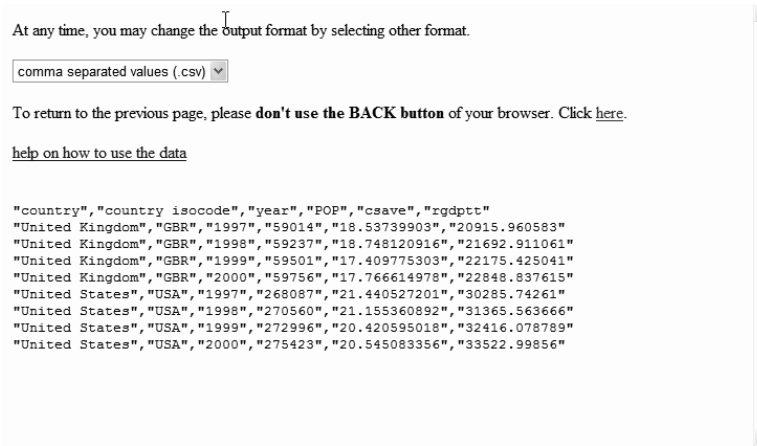 At any time, you may change the output format by selecting other format.
comma separated values (.csv)
To return to the previous page, please don't use the BACK button of your browser. Click here.
help on how to use the data
"country","country isocode","year","POP","csave","rgdptt"
"United Kingdom","GBR","1997","59014","18.53739903","20915.960583"
"United Kingdom","GBR","1998","59237","18.748120916","21692.911061"
"United Kingdom","GBR","1999","59501","17.409775303","22175.425041"
"United Kingdom","GBR","2000","59756","17.766614978","22848.837615"
"United States","USA","1997","268087","21.440527201","30285.74261"
"United States","USA","1998","270560","21.155360892","31365.563666"
"United States","USA","1999","272996","20.420595018","32416.078789"
"United States","USA","2000","275423","20.545083356","33522.99856"